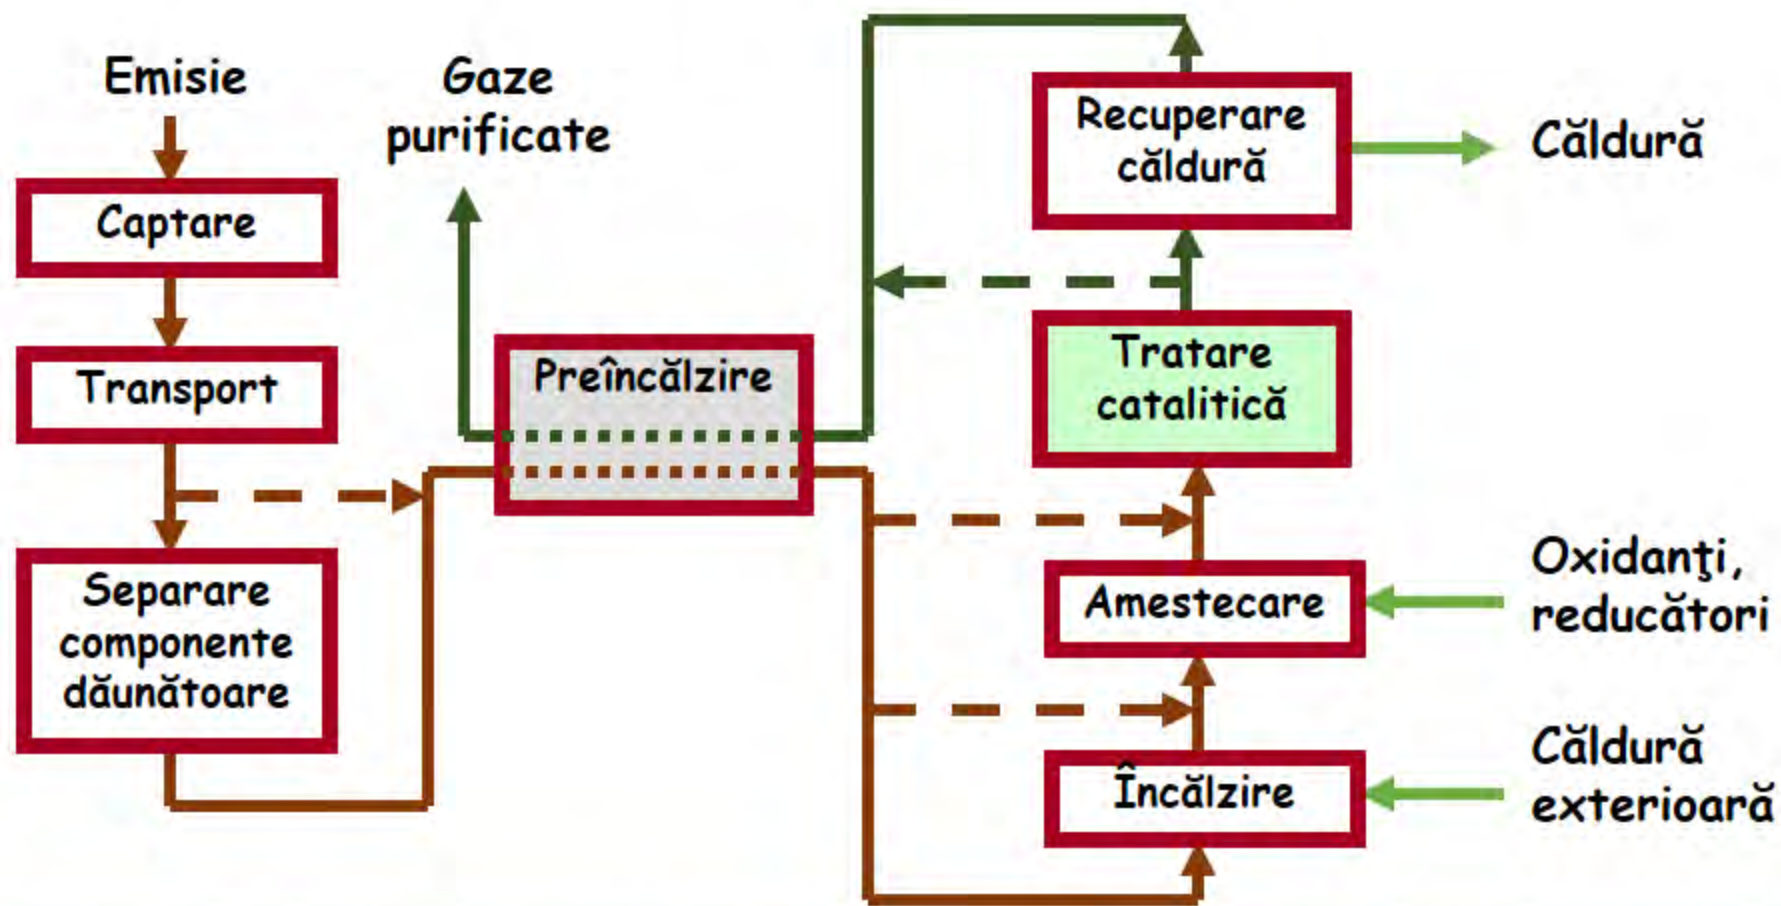 Emisie
Captare
Transport
Separare
componente
dăunătoare
Gaze
purificate
Preîncălzire
Recuperare
căldură
Căldură
Tratare
catalitică
Amestecare
Oxidanţi,
reducători
Încălzire
Căldură
exterioară